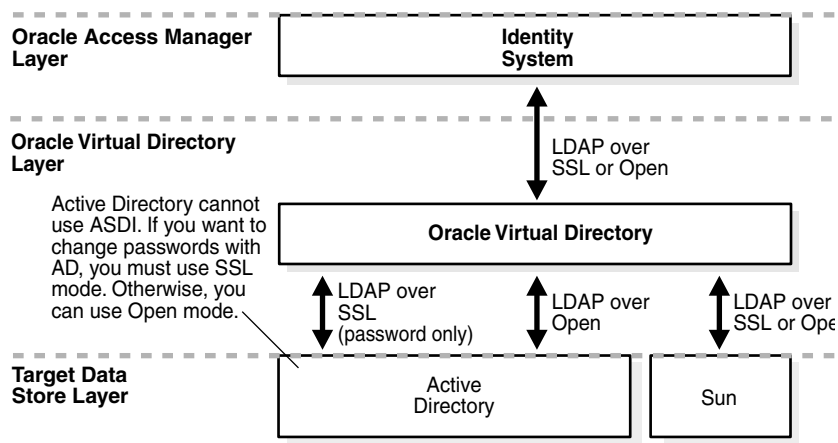 Oracle Access Manager
Layer
Identity
System
LDAP over
SSL or Open
Oracle Virtual Directory
Layer
Active Directory cannot
use ASDI. If you want to
change passwords with
AD, you must use SSL
mode. Otherwise, you
can use Open mode.
Oracle Virtual Directory
LDAP over
SSL
(password only)
LDAP over
Open
LDAP over
SSL or Ope
Target Data
Store Layer
Active
Directory
Sun